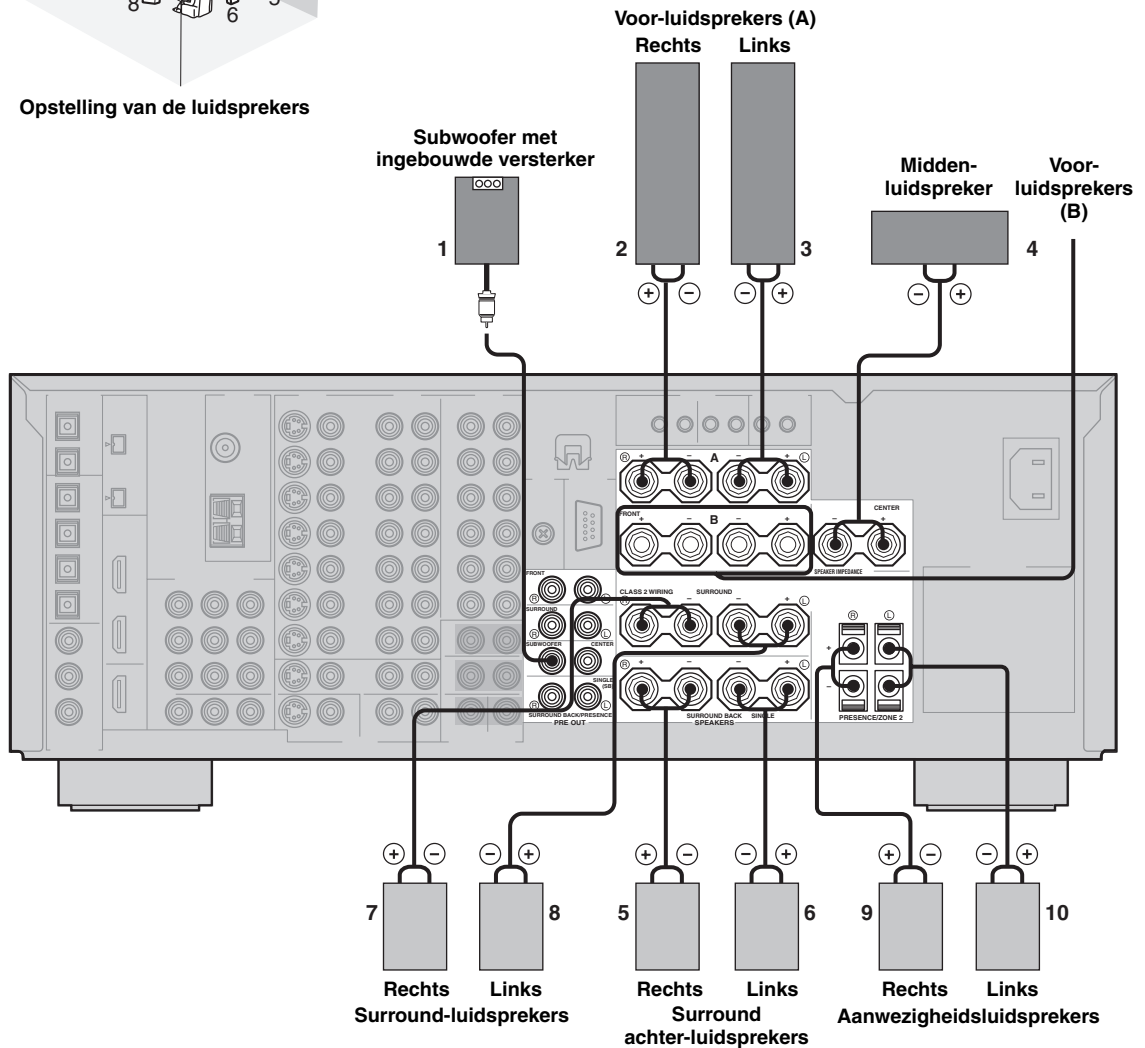 8
6
Opstelling van de luidsprekers
Voor-luidsprekers (A)
Rechts Links
Subwoofer met
ingebouwde versterker
Midden-
luidspreker
Voor-
luidsprekers
(B)
1
2
3
4
+ − − + − +
R + − A − + L
FRONT
+ − B − +
CENTER
− +
SPEAKER IMPEDANCE
FRONT
R L
CLASS 2 WIRING SURROUND
R − − + L
SURROUND
R L
SUBWOOFER CENTER
R + − − + L
SINGLE
(SB)
R L
SURROUND BACK/PRESENCE
PRE OUT
SURROUND BACK SINGLE
SPEAKERS
R L
+
−
PRESENCE/ZONE 2
+ − − + + − − + + − − +
7 8 5 6 9 10
Rechts Links
Surround-luidsprekers
Rechts Links
Surround
achter-luidsprekers
Rechts Links
Aanwezigheidsluidsprekers